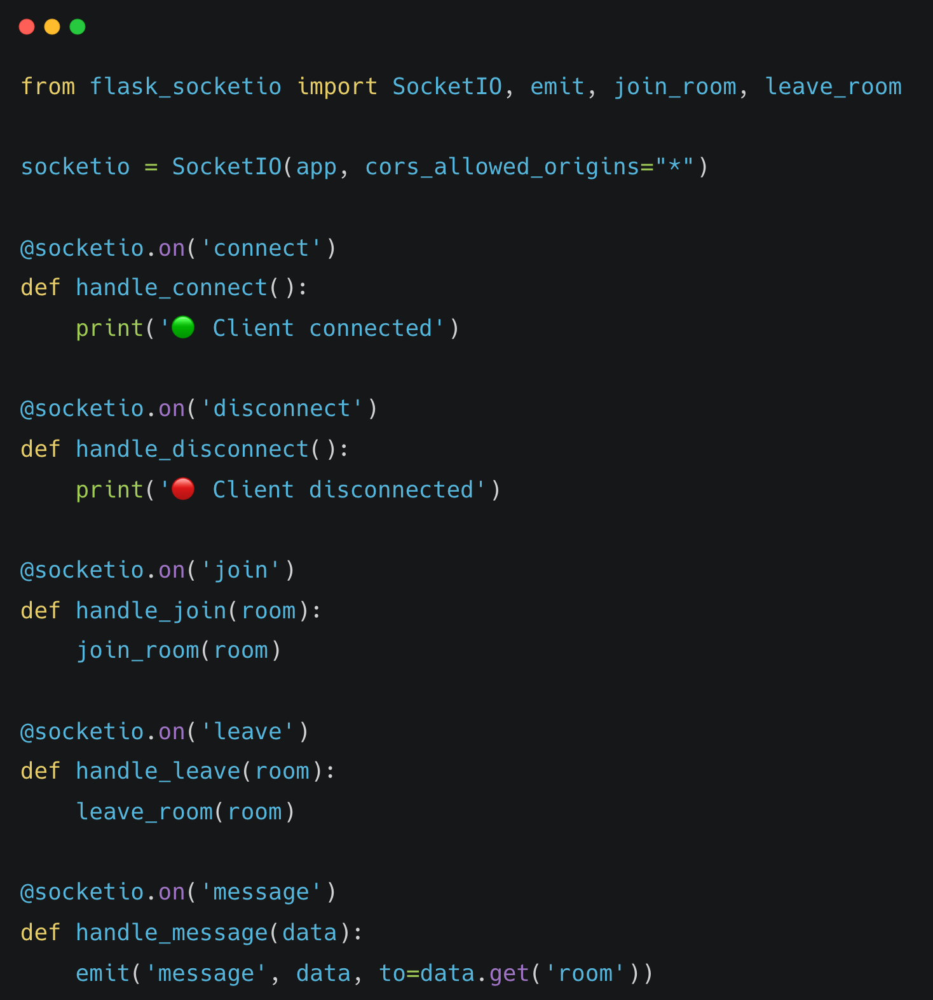 from flask_socketio import SocketIO, emit, join_room, leave_room
socketio = SocketIO(app, cors_allowed_origins="*")
@socketio.on('connect')
def handle_connect():
    print('🟢 Client connected')
@socketio.on('disconnect')
def handle_disconnect():
    print('🔴 Client disconnected')
@socketio.on('join')
def handle_join(room):
    join_room(room)
@socketio.on('leave')
def handle_leave(room):
    leave_room(room)
@socketio.on('message')
def handle_message(data):
    emit('message', data, to=data.get('room'))